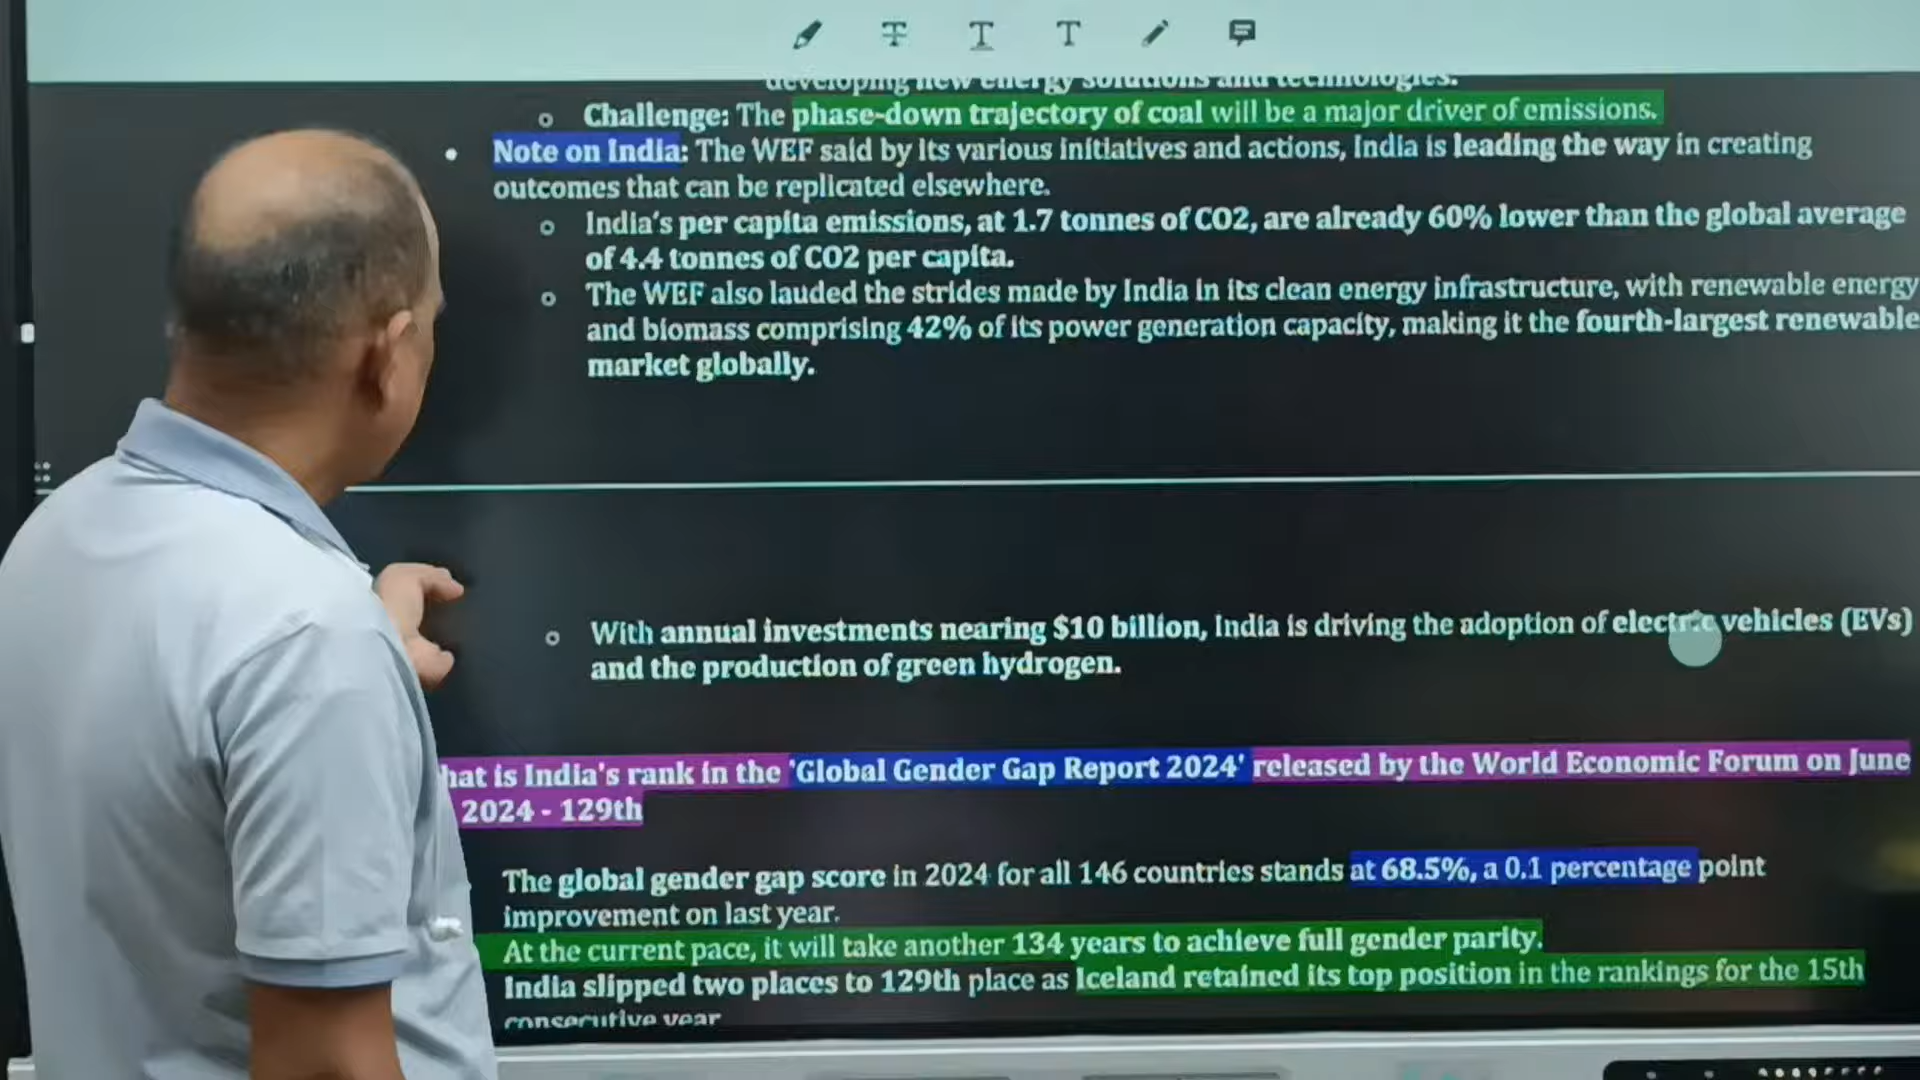 developing new energy solutions and technologies.
Challenge: The phase-down trajectory of coal will be a major driver of emissions.
Note on India: The WEF said by its various initiatives and actions, India is leading the way in creating
outcomes that can be replicated elsewhere.
India's per capita emissions, at 1.7 tonnes of CO2, are already 60% lower than the global average
of 4.4 tonnes of CO2 per capita.
The WEF also lauded the strides made by India in its clean energy infrastructure, with renewable energy
and biomass comprising 42% of its power generation capacity, making it the fourth-largest renewable
market globally.
With annual investments nearing $10 billion, India is driving the adoption of electric vehicles (EVs)
and the production of green hydrogen.
hat is India's rank in the 'Global Gender Gap Report 2024' released by the World Economic Forum on June
2024 - 129th
The global gender gap score in 2024 for all 146 countries stands at 68.5%, a 0.1 percentage point
improvement on last year.
At the current pace, it will take another 134 years to achieve full gender parity.
India slipped two places to 129th place as Iceland retained its top position in the rankings for the 15th
consecutive year